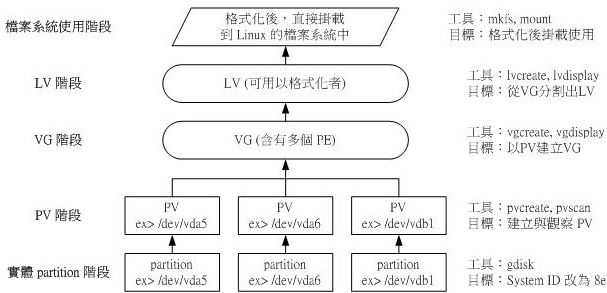 檔案系統使用階段
格式化後，直接掛載
到 Linux 的檔案系統中
工具：mkfs, mount
目標：格式化後掛載使用
LV 階段
LV (可用以格式化者)
工具：lvcreate, lvdisplay
目標：從VG分割出LV
VG 階段
VG (含有多個 PE)
工具：vgcreate, vgdisplay
目標：以PV建立VG
PV 階段
PV
ex> /dev/vda5
PV
ex> /dev/vda6
PV
ex> /dev/vdb1
工具：pvcreate, pvscan
目標：建立與觀察 PV
實體 partition 階段
partition
ex> /dev/vda5
partition
ex> /dev/vda6
partition
ex> /dev/vdb1
工具：gdisk
目標：System ID 改為 8e